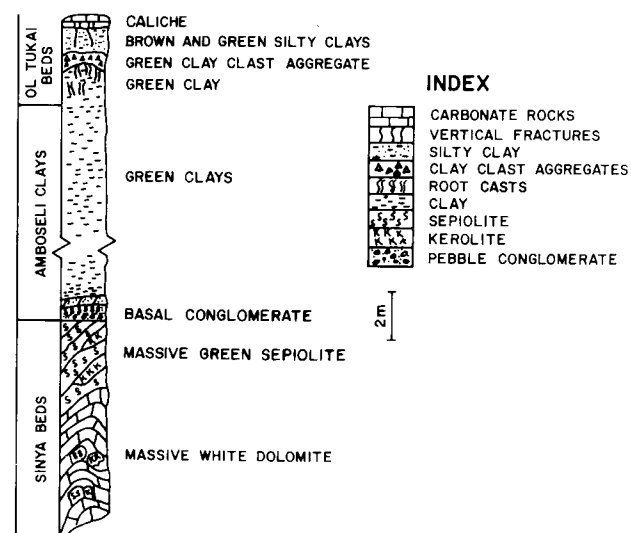 OL TUKAI
BEDS
AMBOSELI CLAYS
SINYA BEDS
CALICHE
BROWN AND GREEN SILTY CLAYS
GREEN CLAY CLAST AGGREGATE
GREEN CLAY
GREEN CLAYS
BASAL CONGLOMERATE
MASSIVE GREEN SEPIOLITE
MASSIVE WHITE DOLOMITE
INDEX
CARBONATE ROCKS
VERTICAL FRACTURES
SILTY CLAY
CLAY CLAST AGGREGATES
ROOT CASTS
CLAY
SEPIOLITE
KEROLITE
PEBBLE CONGLOMERATE
2m